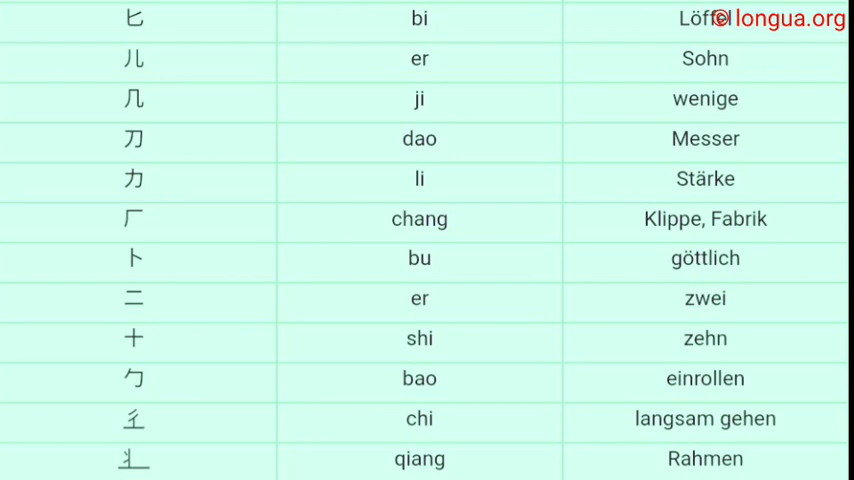 匕 bi Löffel © longua.org
儿 er Sohn
几 ji wenige
刀 dao Messer
力 li Stärke
厂 chang Klippe, Fabrik
卜 bu göttlich
二 er zwei
十 shi zehn
勹 bao einrollen
彳 chi langsam gehen
丬 qiang Rahmen